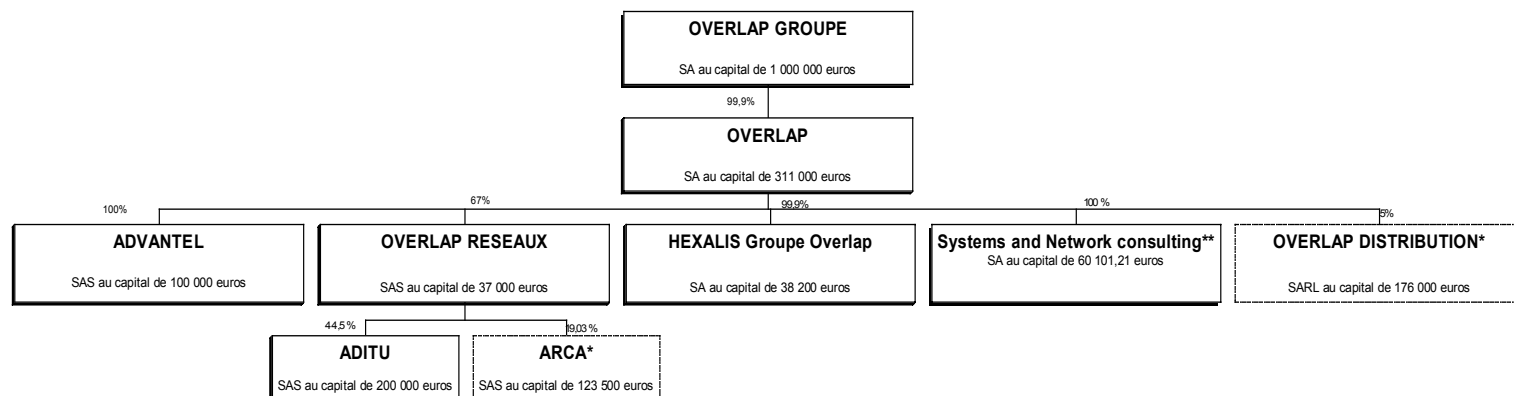 OVERLAP GROUPE
SA au capital de 1 000 000 euros
99,9%
OVERLAP
SA au capital de 311 000 euros
100%
67%
99,9%
100 %
5%
ADVANTEL
SAS au capital de 100 000 euros
OVERLAP RESEAUX
SAS au capital de 37 000 euros
HEXALIS Groupe Overlap
SA au capital de 38 200 euros
Systems and Network consulting**
SA au capital de 60 101,21 euros
OVERLAP DISTRIBUTION*
SARL au capital de 176 000 euros
44,5%
19,03 %
ADITU
SAS au capital de 200 000 euros
ARCA*
SAS au capital de 123 500 euros